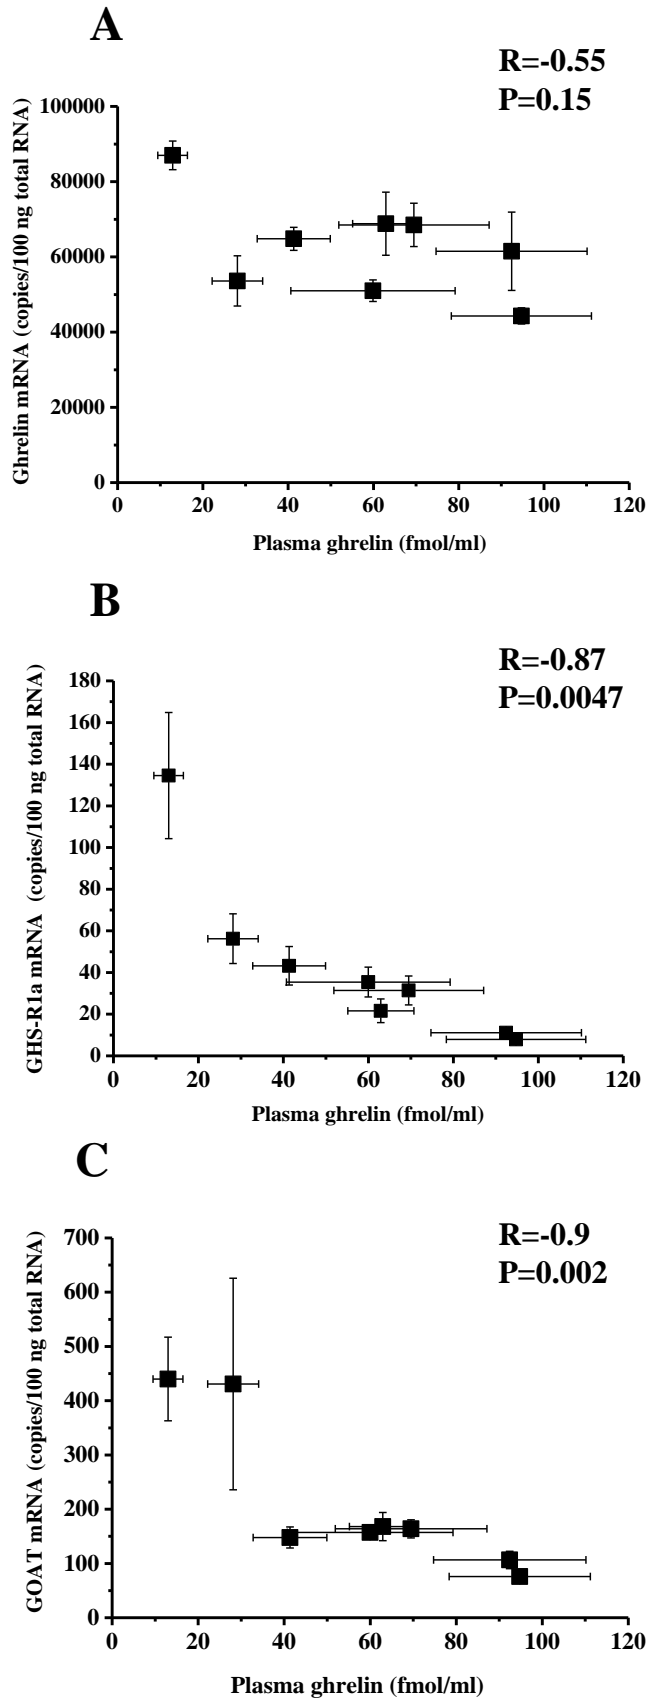 A
R=-0.55
P=0.15
Ghrelin mRNA (copies/100 ng total RNA)
100000
80000
60000
40000
20000
0
0 20 40 60 80 100 120
Plasma ghrelin (fmol/ml)
B
R=-0.87
P=0.0047
GHS-R1a mRNA (copies/100 ng total RNA)
180
160
140
120
100
80
60
40
20
0
0 20 40 60 80 100 120
Plasma ghrelin (fmol/ml)
C
R=-0.9
P=0.002
GOAT mRNA (copies/100 ng total RNA)
700
600
500
400
300
200
100
0
0 20 40 60 80 100 120
Plasma ghrelin (fmol/ml)